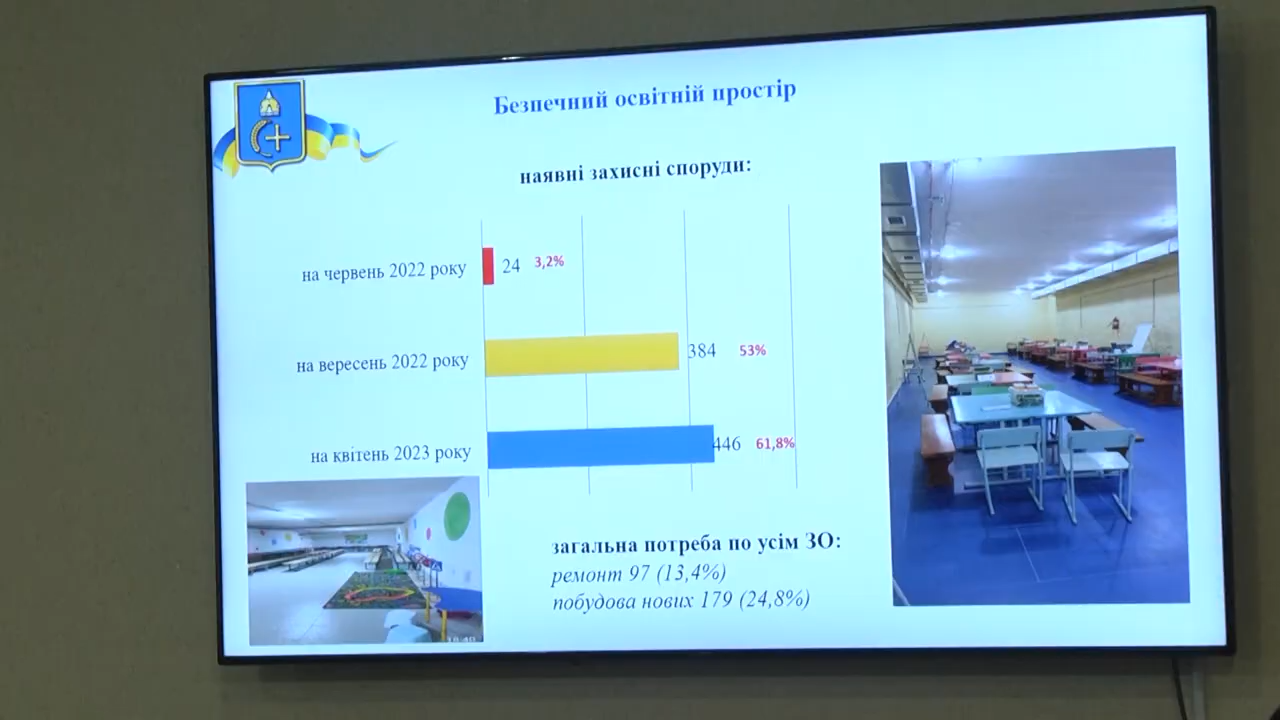 Безпечний освітній простір
наявні захисні споруди:
на червень 2022 року 24 3,2%
на вересень 2022 року 384 53%
на квітень 2023 року 446 61,8%
загальна потреба по усім ЗО:
ремонт 97 (13,4%)
побудова нових 179 (24,8%)